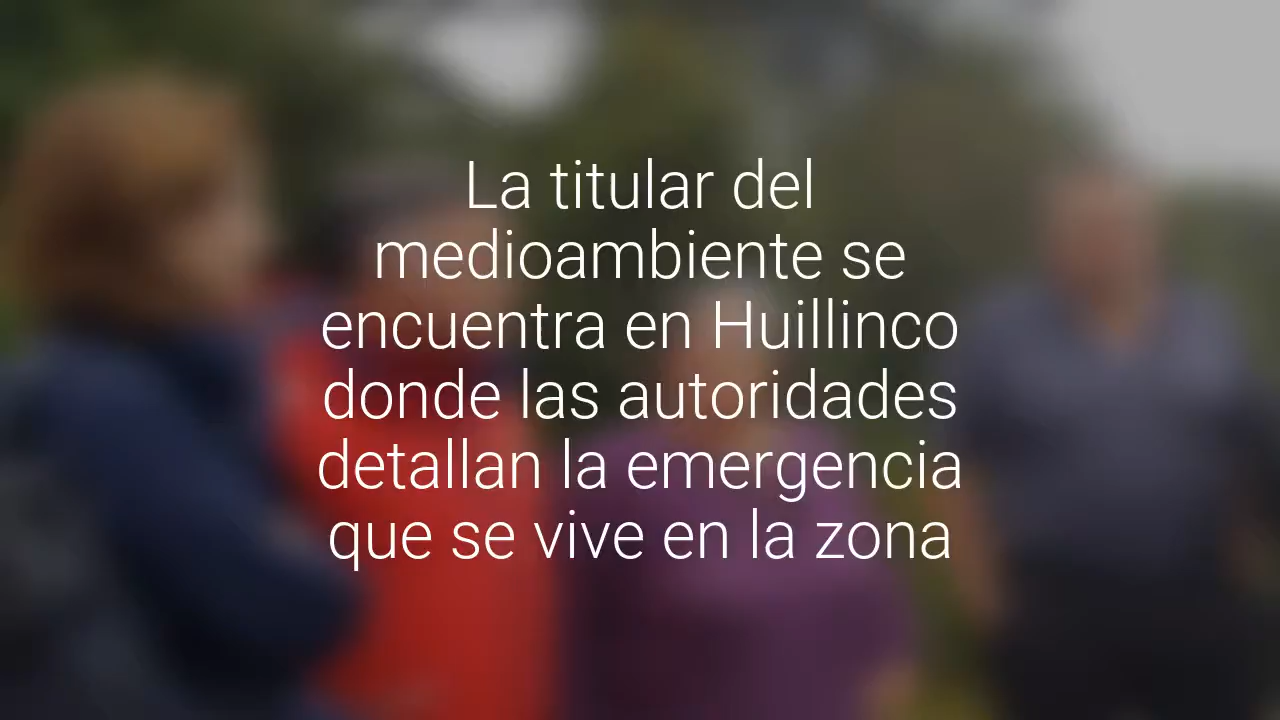 La titular del
medioambiente se
encuentra en Huillinco
donde las autoridades
detallan la emergencia
que se vive en la zona